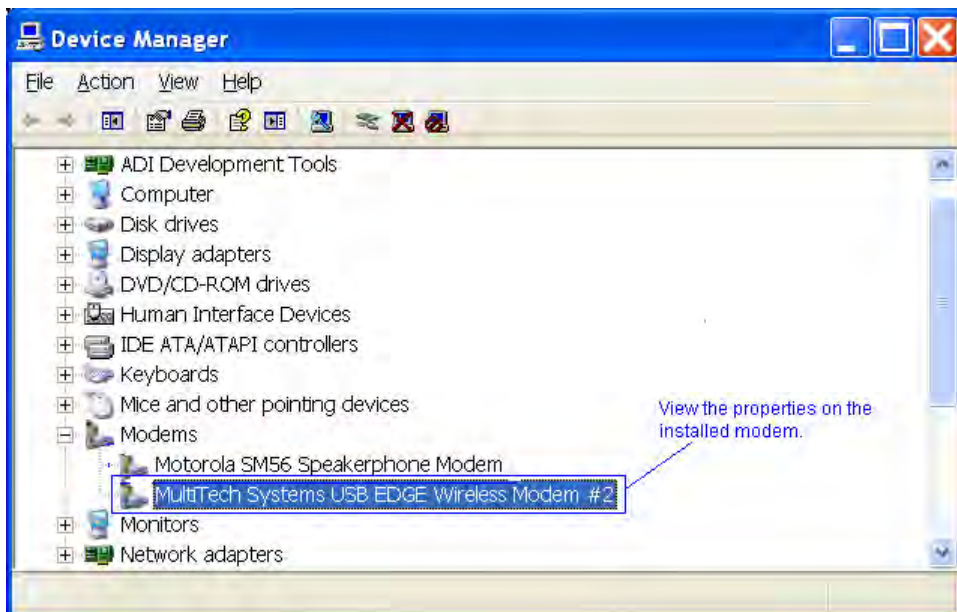 Device Manager
File Action View Help
ADI Development Tools
Computer
Disk drives
Display adapters
DVD/CD-ROM drives
Human Interface Devices
IDE ATA/ATAPI controllers
Keyboards
Mice and other pointing devices
View the properties on the
installed modem.
Modems
Motorola SM56 Speakerphone Modem
MultiTech Systems USB EDGE Wireless Modem #2
Monitors
Network adapters